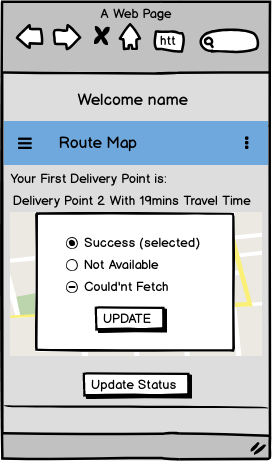 A Web Page
htt
Welcome name
Route Map
Your First Delivery Point is:
Delivery Point 2 With 19mins Travel Time
Success (selected)
Not Available
Could'nt Fetch
UPDATE
Update Status